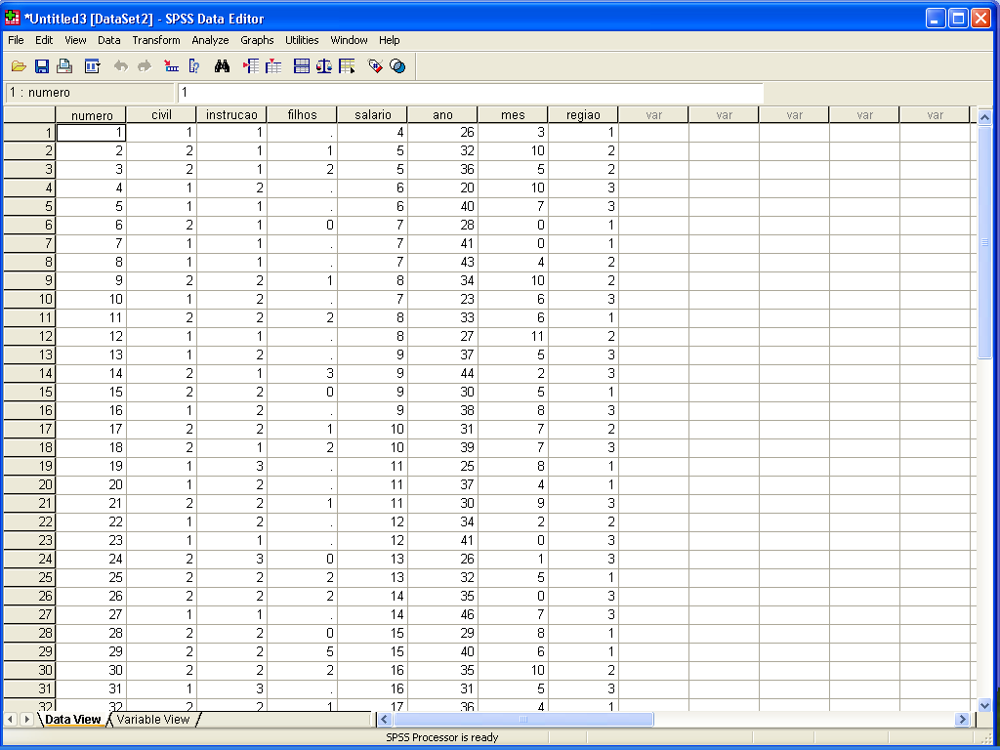 *Untitled3 [DataSet2] - SPSS Data Editor
File Edit View Data Transform Analyze Graphs Utilities Window Help
1 : numero 1
numero civil instrucao filhos salario ano mes regiao var var var var var
1 1 1 1 . 4 26 3 1
2 2 2 1 1 5 32 10 2
3 3 2 1 2 5 36 5 2
4 4 1 2 . 6 20 10 3
5 5 1 1 . 6 40 7 3
6 6 2 1 0 7 28 0 1
7 7 1 1 . 7 41 0 1
8 8 1 1 . 7 43 4 2
9 9 2 2 1 8 34 10 2
10 10 1 2 . 7 23 6 3
11 11 2 2 2 8 33 6 1
12 12 1 1 . 8 27 11 2
13 13 1 2 . 9 37 5 3
14 14 2 1 3 9 44 2 3
15 15 2 2 0 9 30 5 1
16 16 1 2 . 9 38 8 3
17 17 2 2 1 10 31 7 2
18 18 2 1 2 10 39 7 3
19 19 1 3 . 11 25 8 1
20 20 1 2 . 11 37 4 1
21 21 2 2 1 11 30 9 3
22 22 1 2 . 12 34 2 2
23 23 1 1 . 12 41 0 3
24 24 2 3 0 13 26 1 3
25 25 2 2 2 13 32 5 1
26 26 2 2 2 14 35 0 3
27 27 1 1 . 14 46 7 3
28 28 2 2 0 15 29 8 1
29 29 2 2 5 15 40 6 1
30 30 2 2 2 16 35 10 2
31 31 1 3 . 16 31 5 3
32 32 2 2 1 17 36 4 1
Data View Variable View
SPSS Processor is ready